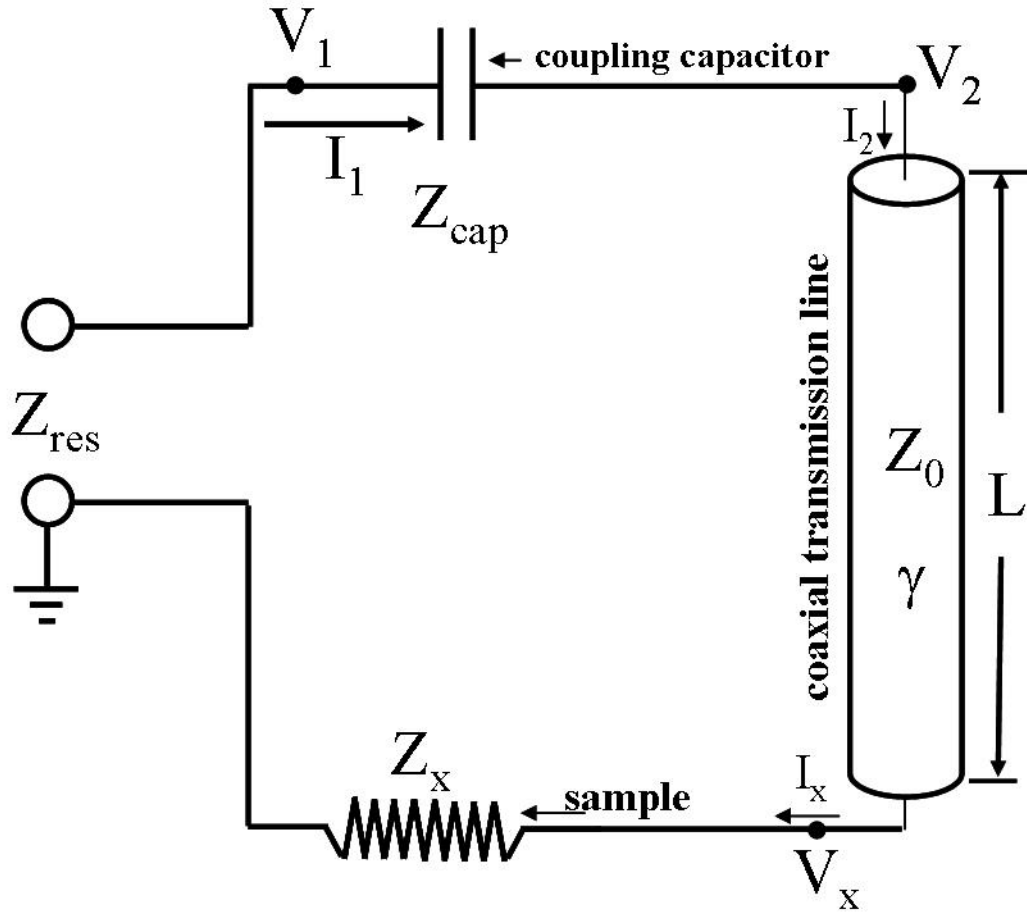 V1
coupling capacitor
V2
I1
I2
Zcap
coaxial transmission line
Zres
Z0
L
γ
Zx
sample
Ix
Vx